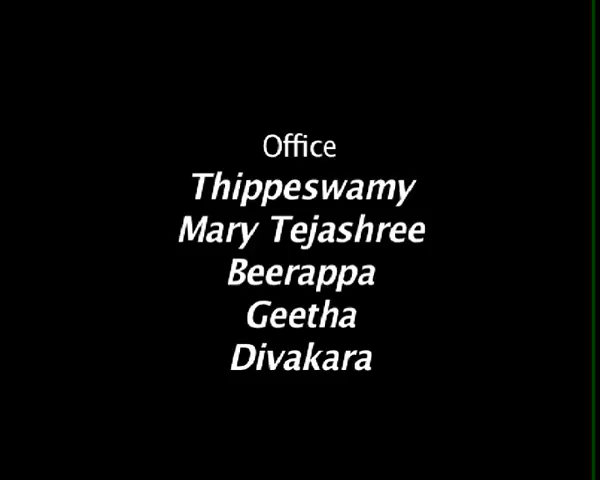 Office
Thippeswamy
Mary Tejashree
Beerappa
Geetha
Divakara